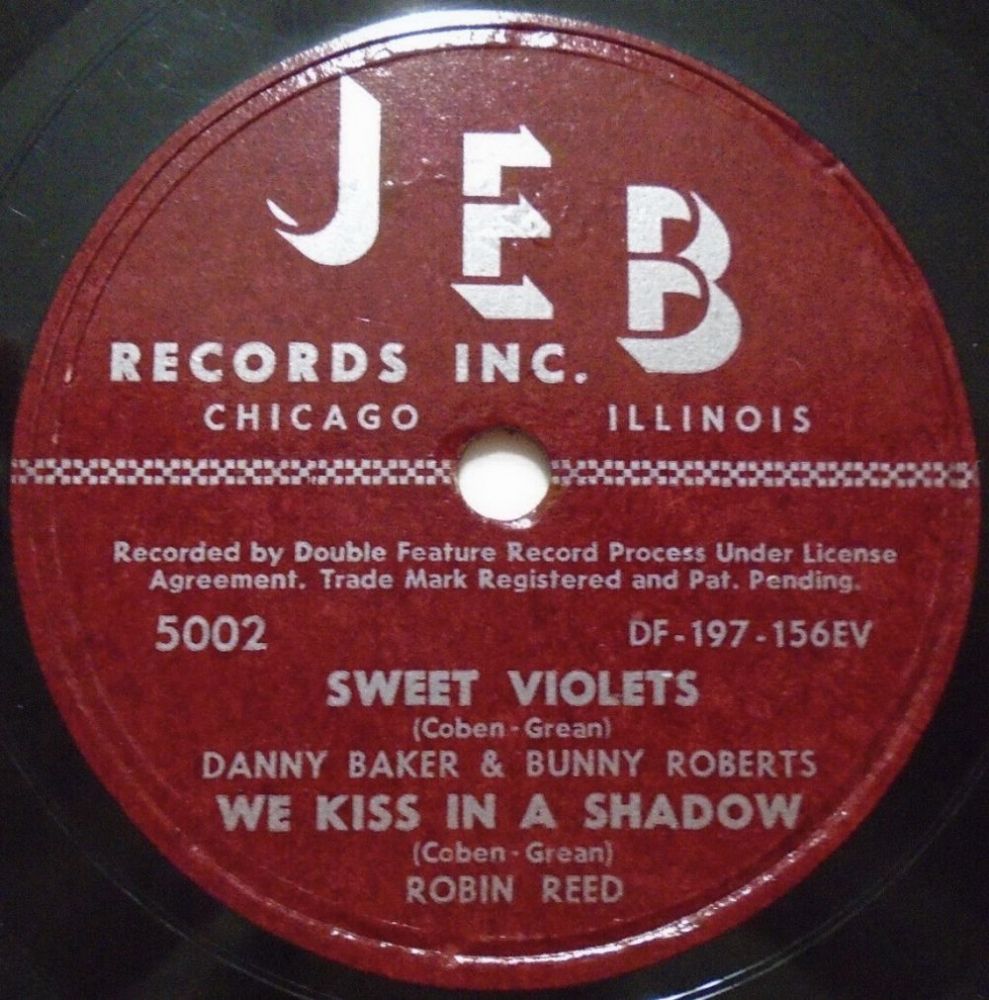 JEB
RECORDS INC.
CHICAGO ILLINOIS
Recorded by Double Feature Record Process Under License
Agreement. Trade Mark Registered and Pat. Pending.
5002 DF-197-156EV
SWEET VIOLETS
(Coben-Grean)
DANNY BAKER & BUNNY ROBERTS
WE KISS IN A SHADOW
(Coben-Grean)
ROBIN REED